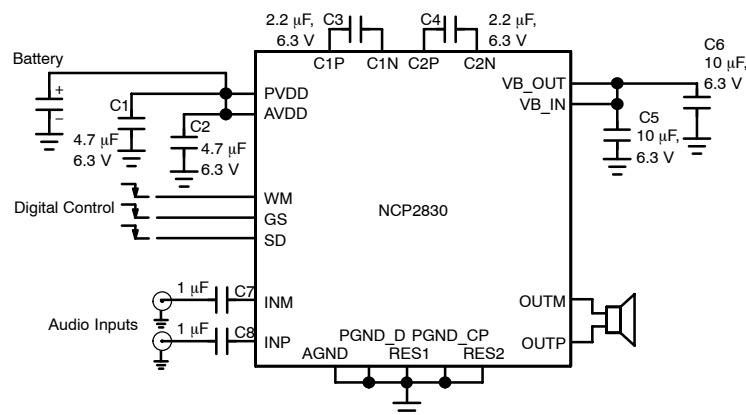 2.2 μF, C3
6.3 V
C4 2.2 μF,
6.3 V
C1P C1N C2P C2N
C6
10 μF,
6.3 V
Battery
+
−
PVDD
AVDD
C1
4.7 μF
6.3 V
C2
4.7 μF
6.3 V
VB_OUT
VB_IN
C5
10 μF,
6.3 V
Digital Control
WM
GS
SD
NCP2830
Audio Inputs
1 μF C7
INM
1 μF C8
INP
OUTM
OUTP
PGND_D PGND_CP
AGND RES1 RES2